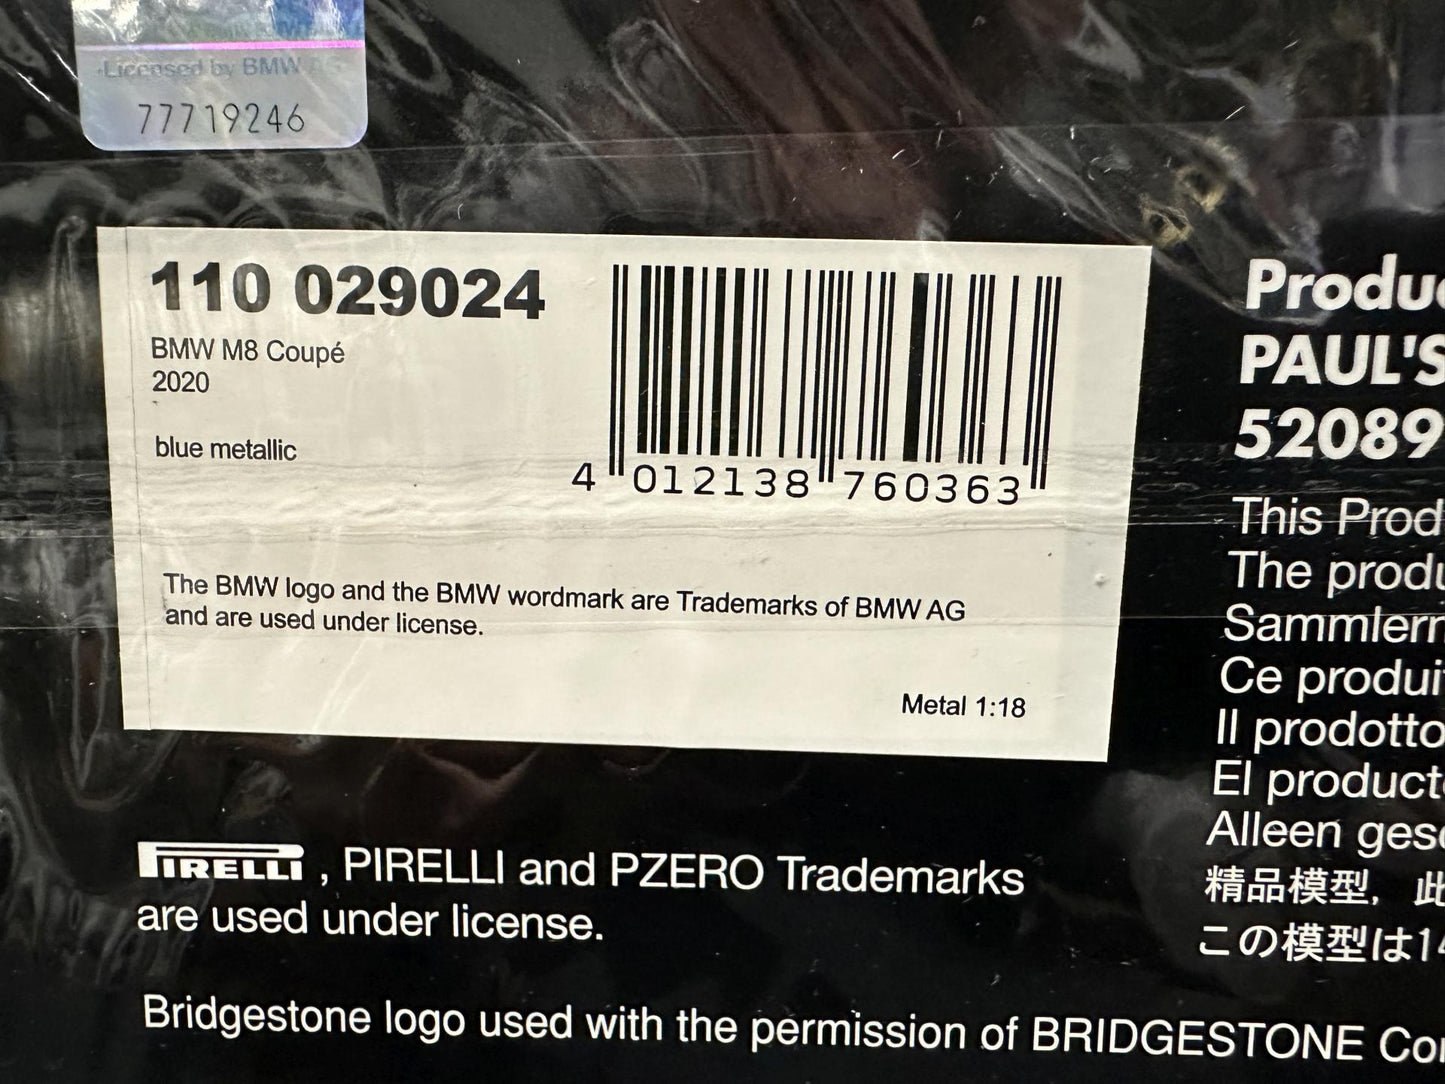 Licensed by BMW AG
77719246
110 029024
BMW M8 Coupé
2020
blue metallic
4 012138 760363
The BMW logo and the BMW wordmark are Trademarks of BMW AG
and are used under license.
Metal 1:18
PIRELLI, PIRELLI and PZERO Trademarks
are used under license.
Bridgestone logo used with the permission of BRIDGESTONE Cor
Produc
PAUL'S
52089
This Prod
The produ
Sammlern
Ce produit
Il prodotto
El producto
Alleen gesc
精品模型，此
この模型は14